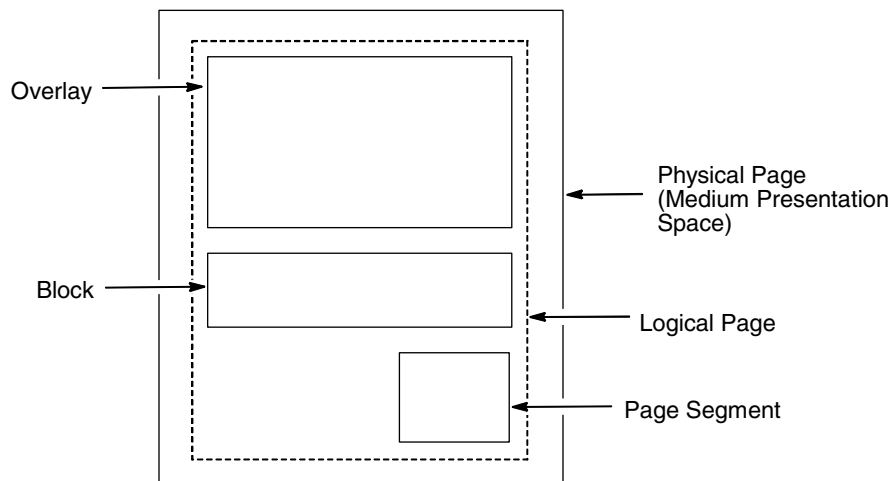 Overlay
Physical Page
(Medium Presentation
Space)
Block
Logical Page
Page Segment